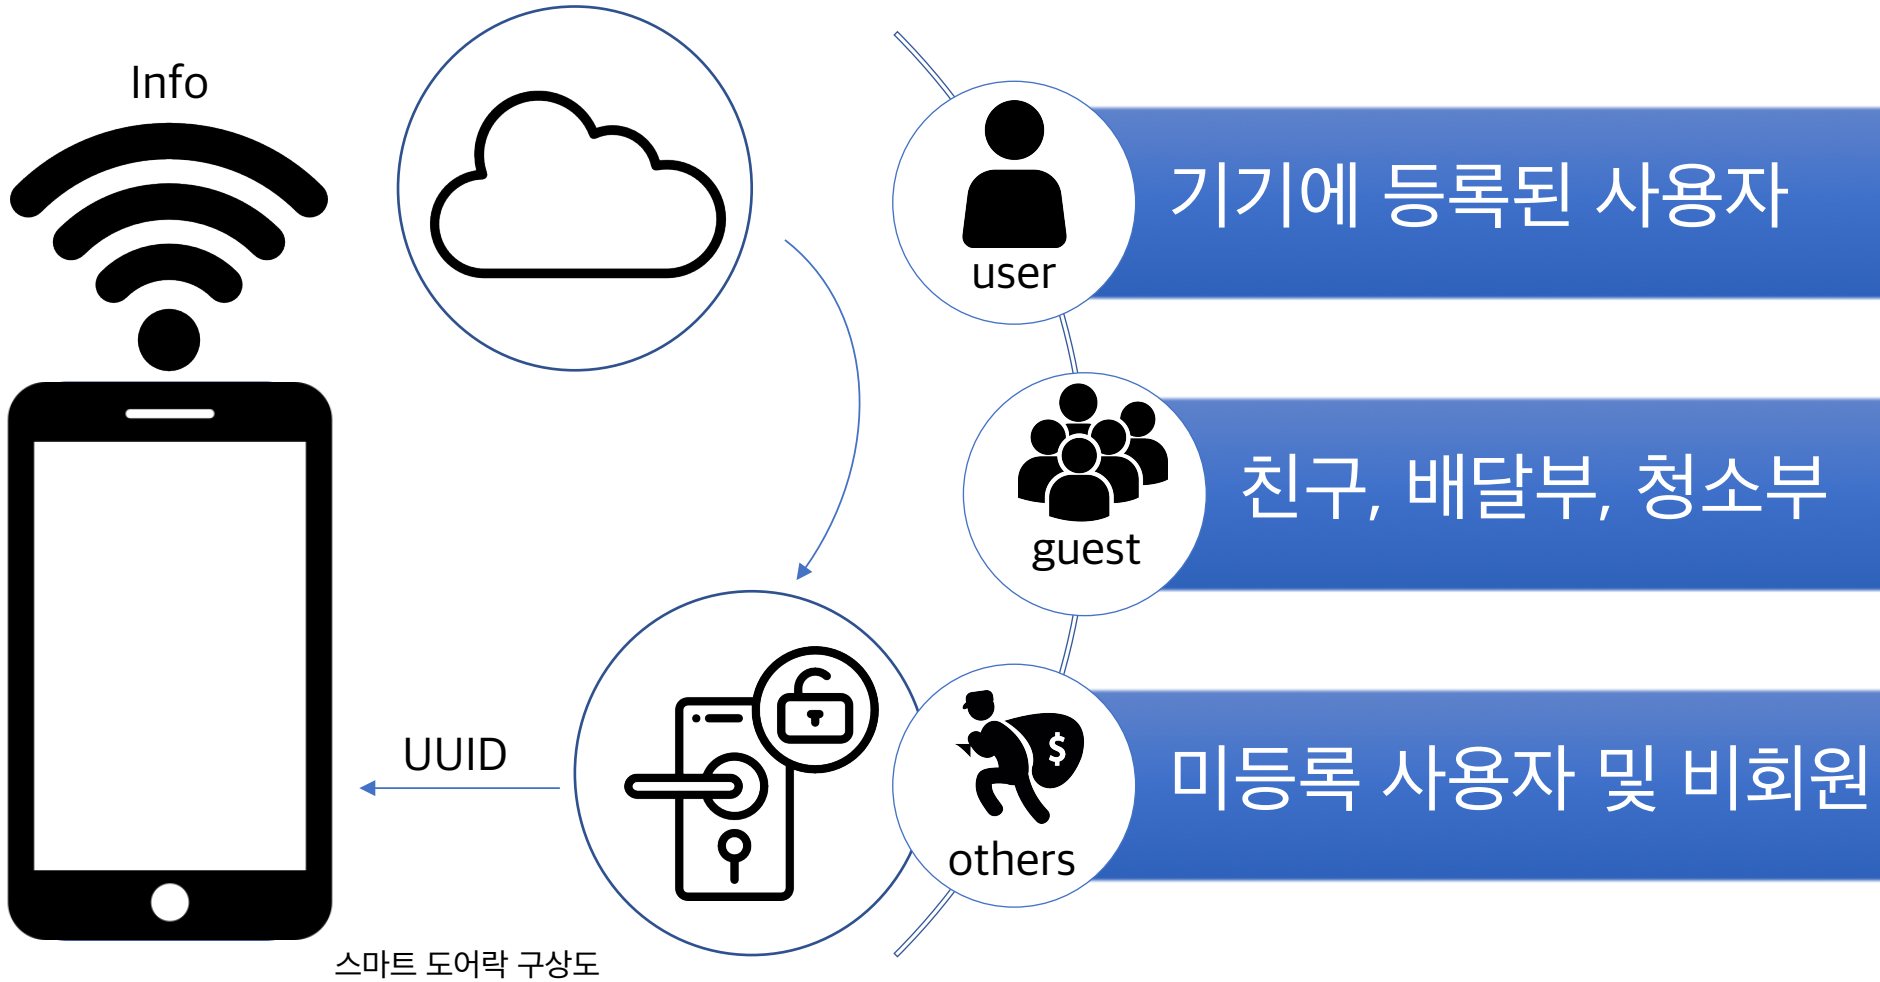 Info
user
기기에 등록된 사용자
guest
친구, 배달부, 청소부
UUID
$
others
미등록 사용자 및 비회원
스마트 도어락 구상도